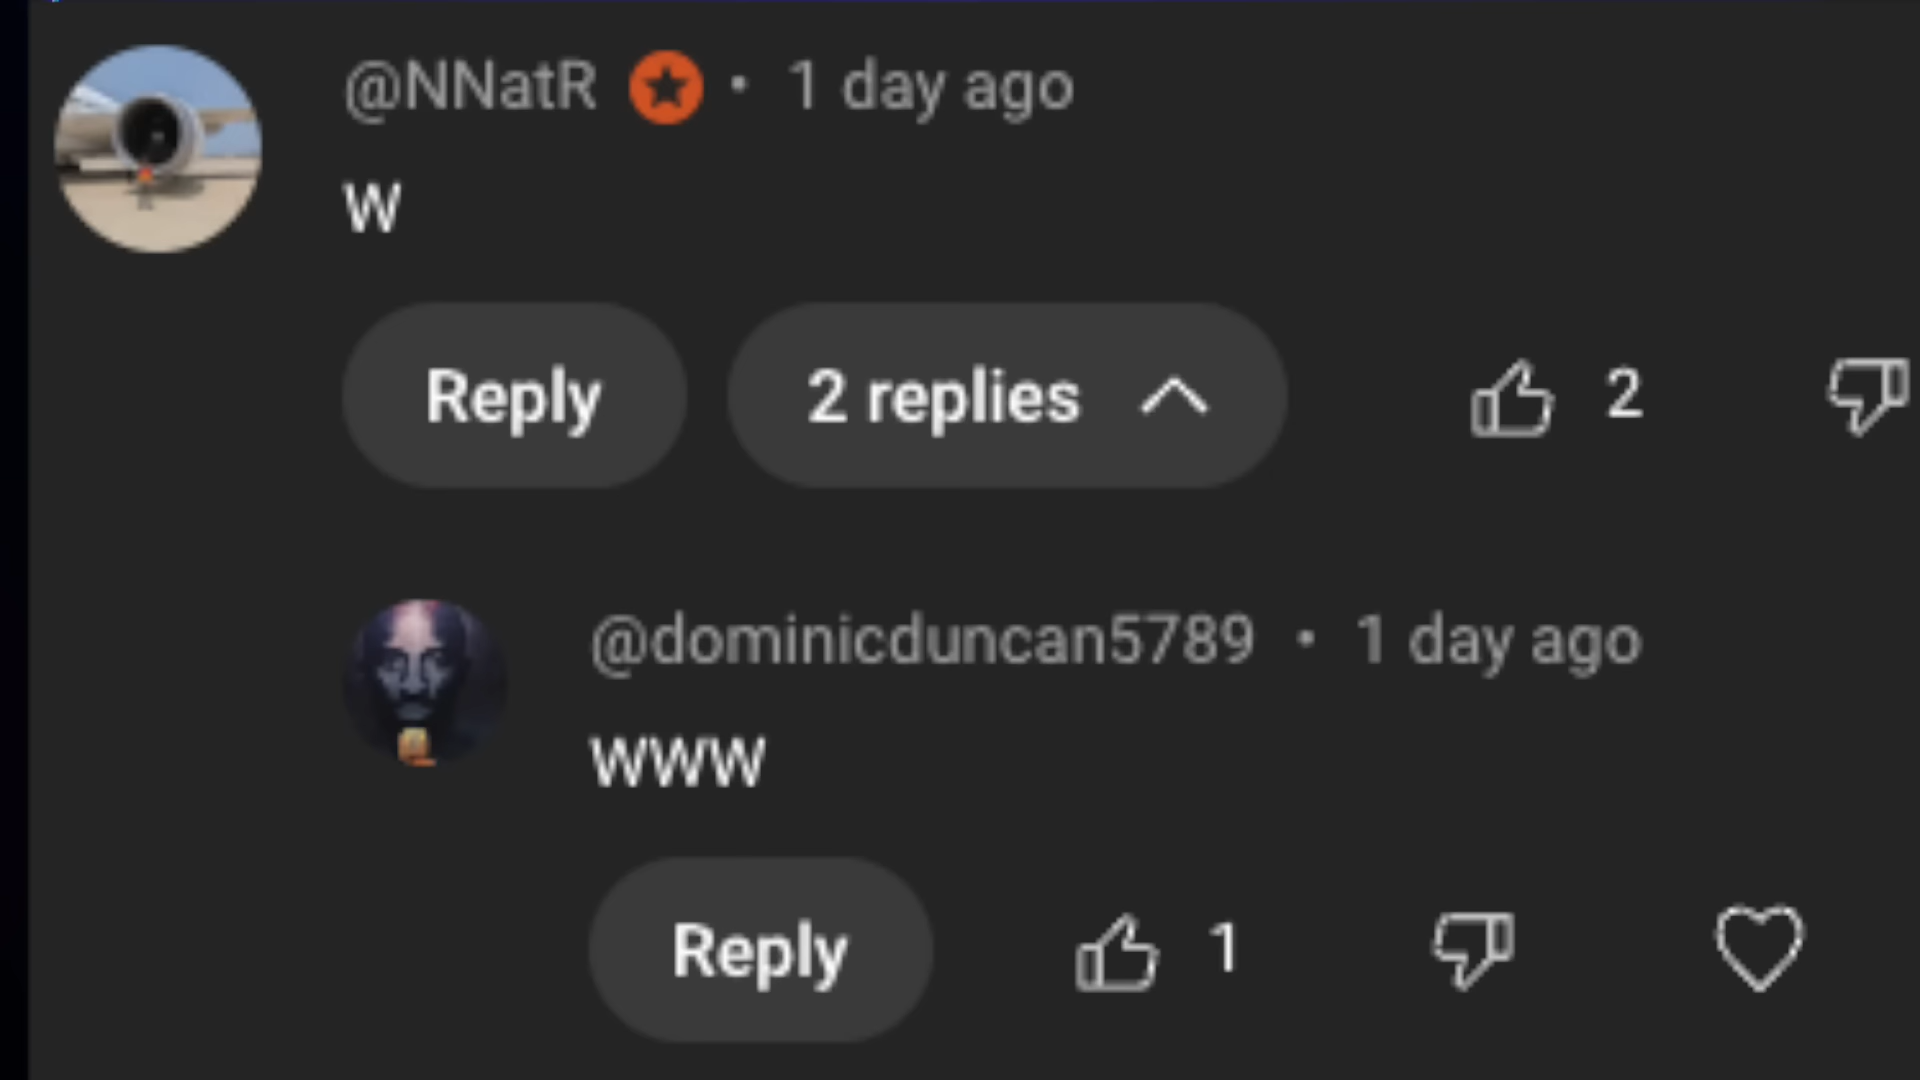 @NNatR • 1 day ago
W
Reply 2 replies 2
@dominicduncan5789 • 1 day ago
WWW
Reply 1